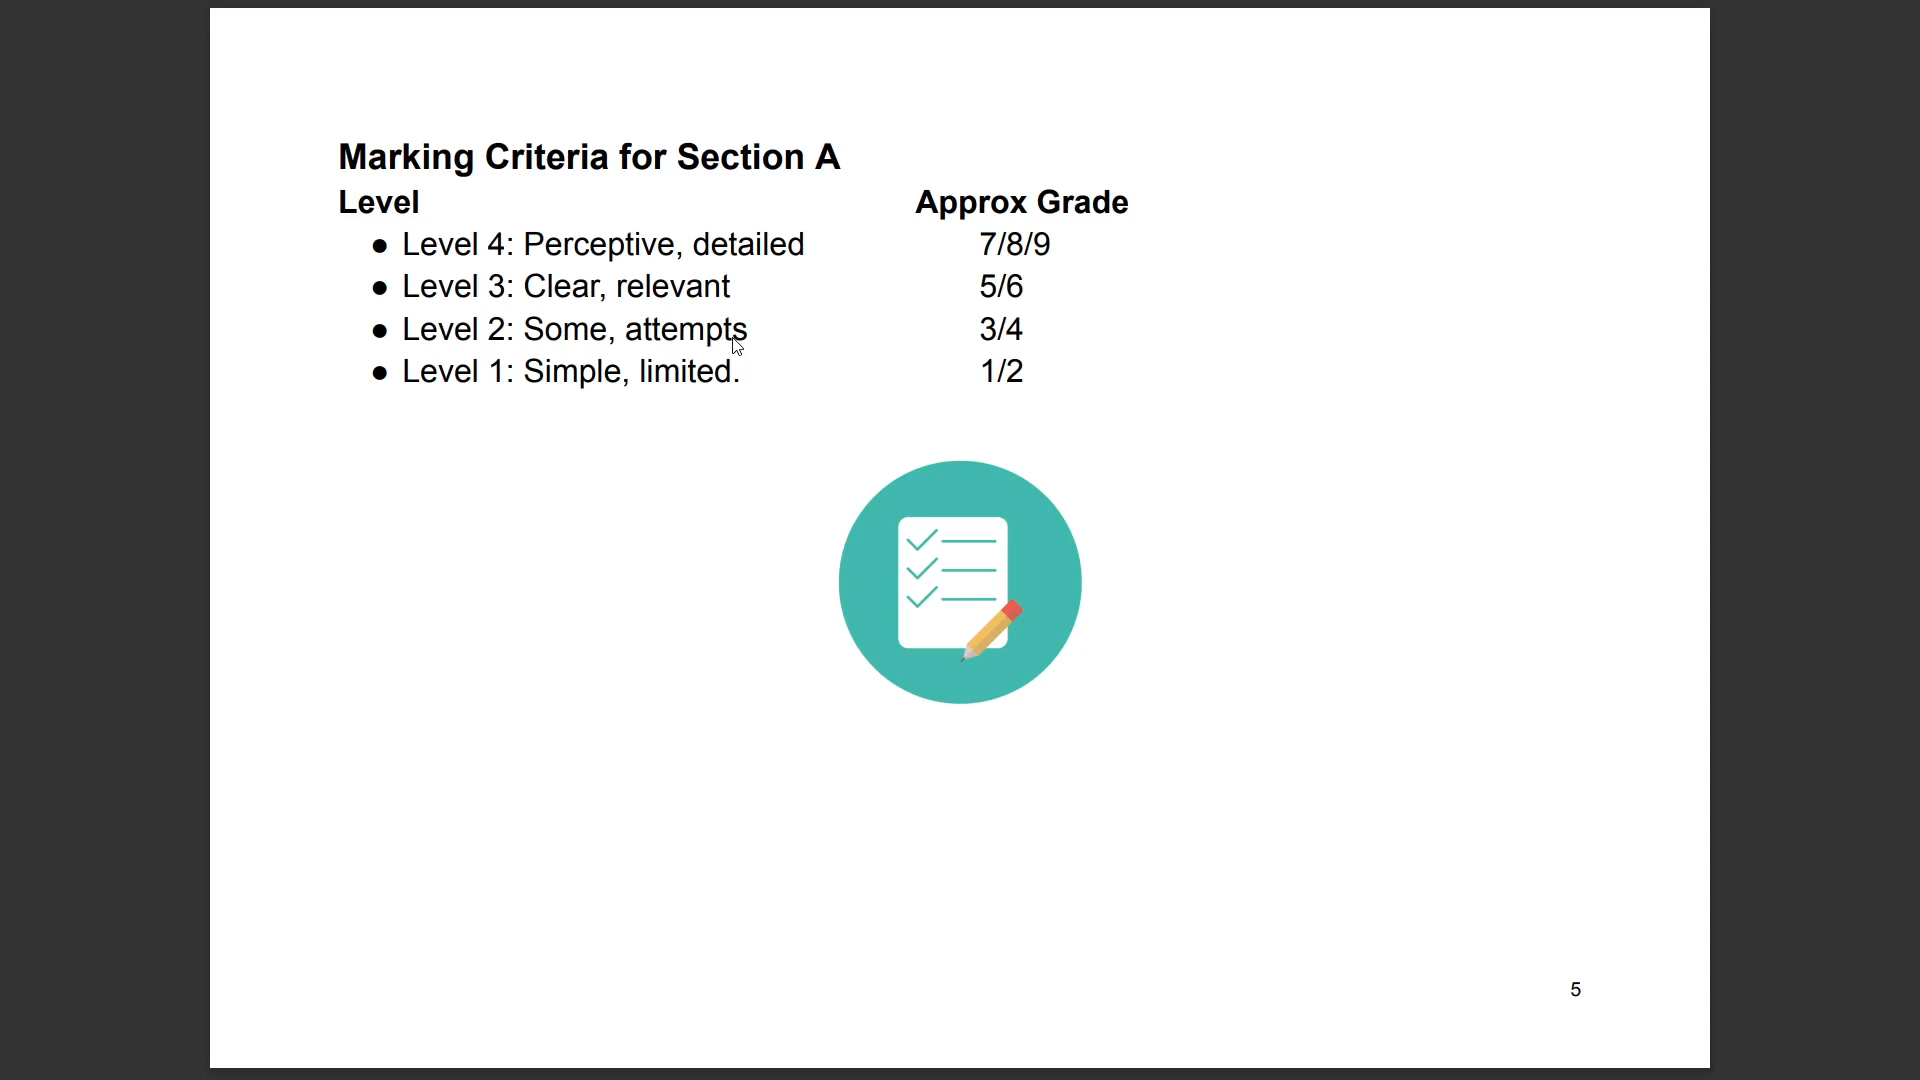 Marking Criteria for Section A
Level Approx Grade
● Level 4: Perceptive, detailed 7/8/9
● Level 3: Clear, relevant 5/6
● Level 2: Some, attempts 3/4
● Level 1: Simple, limited. 1/2
5